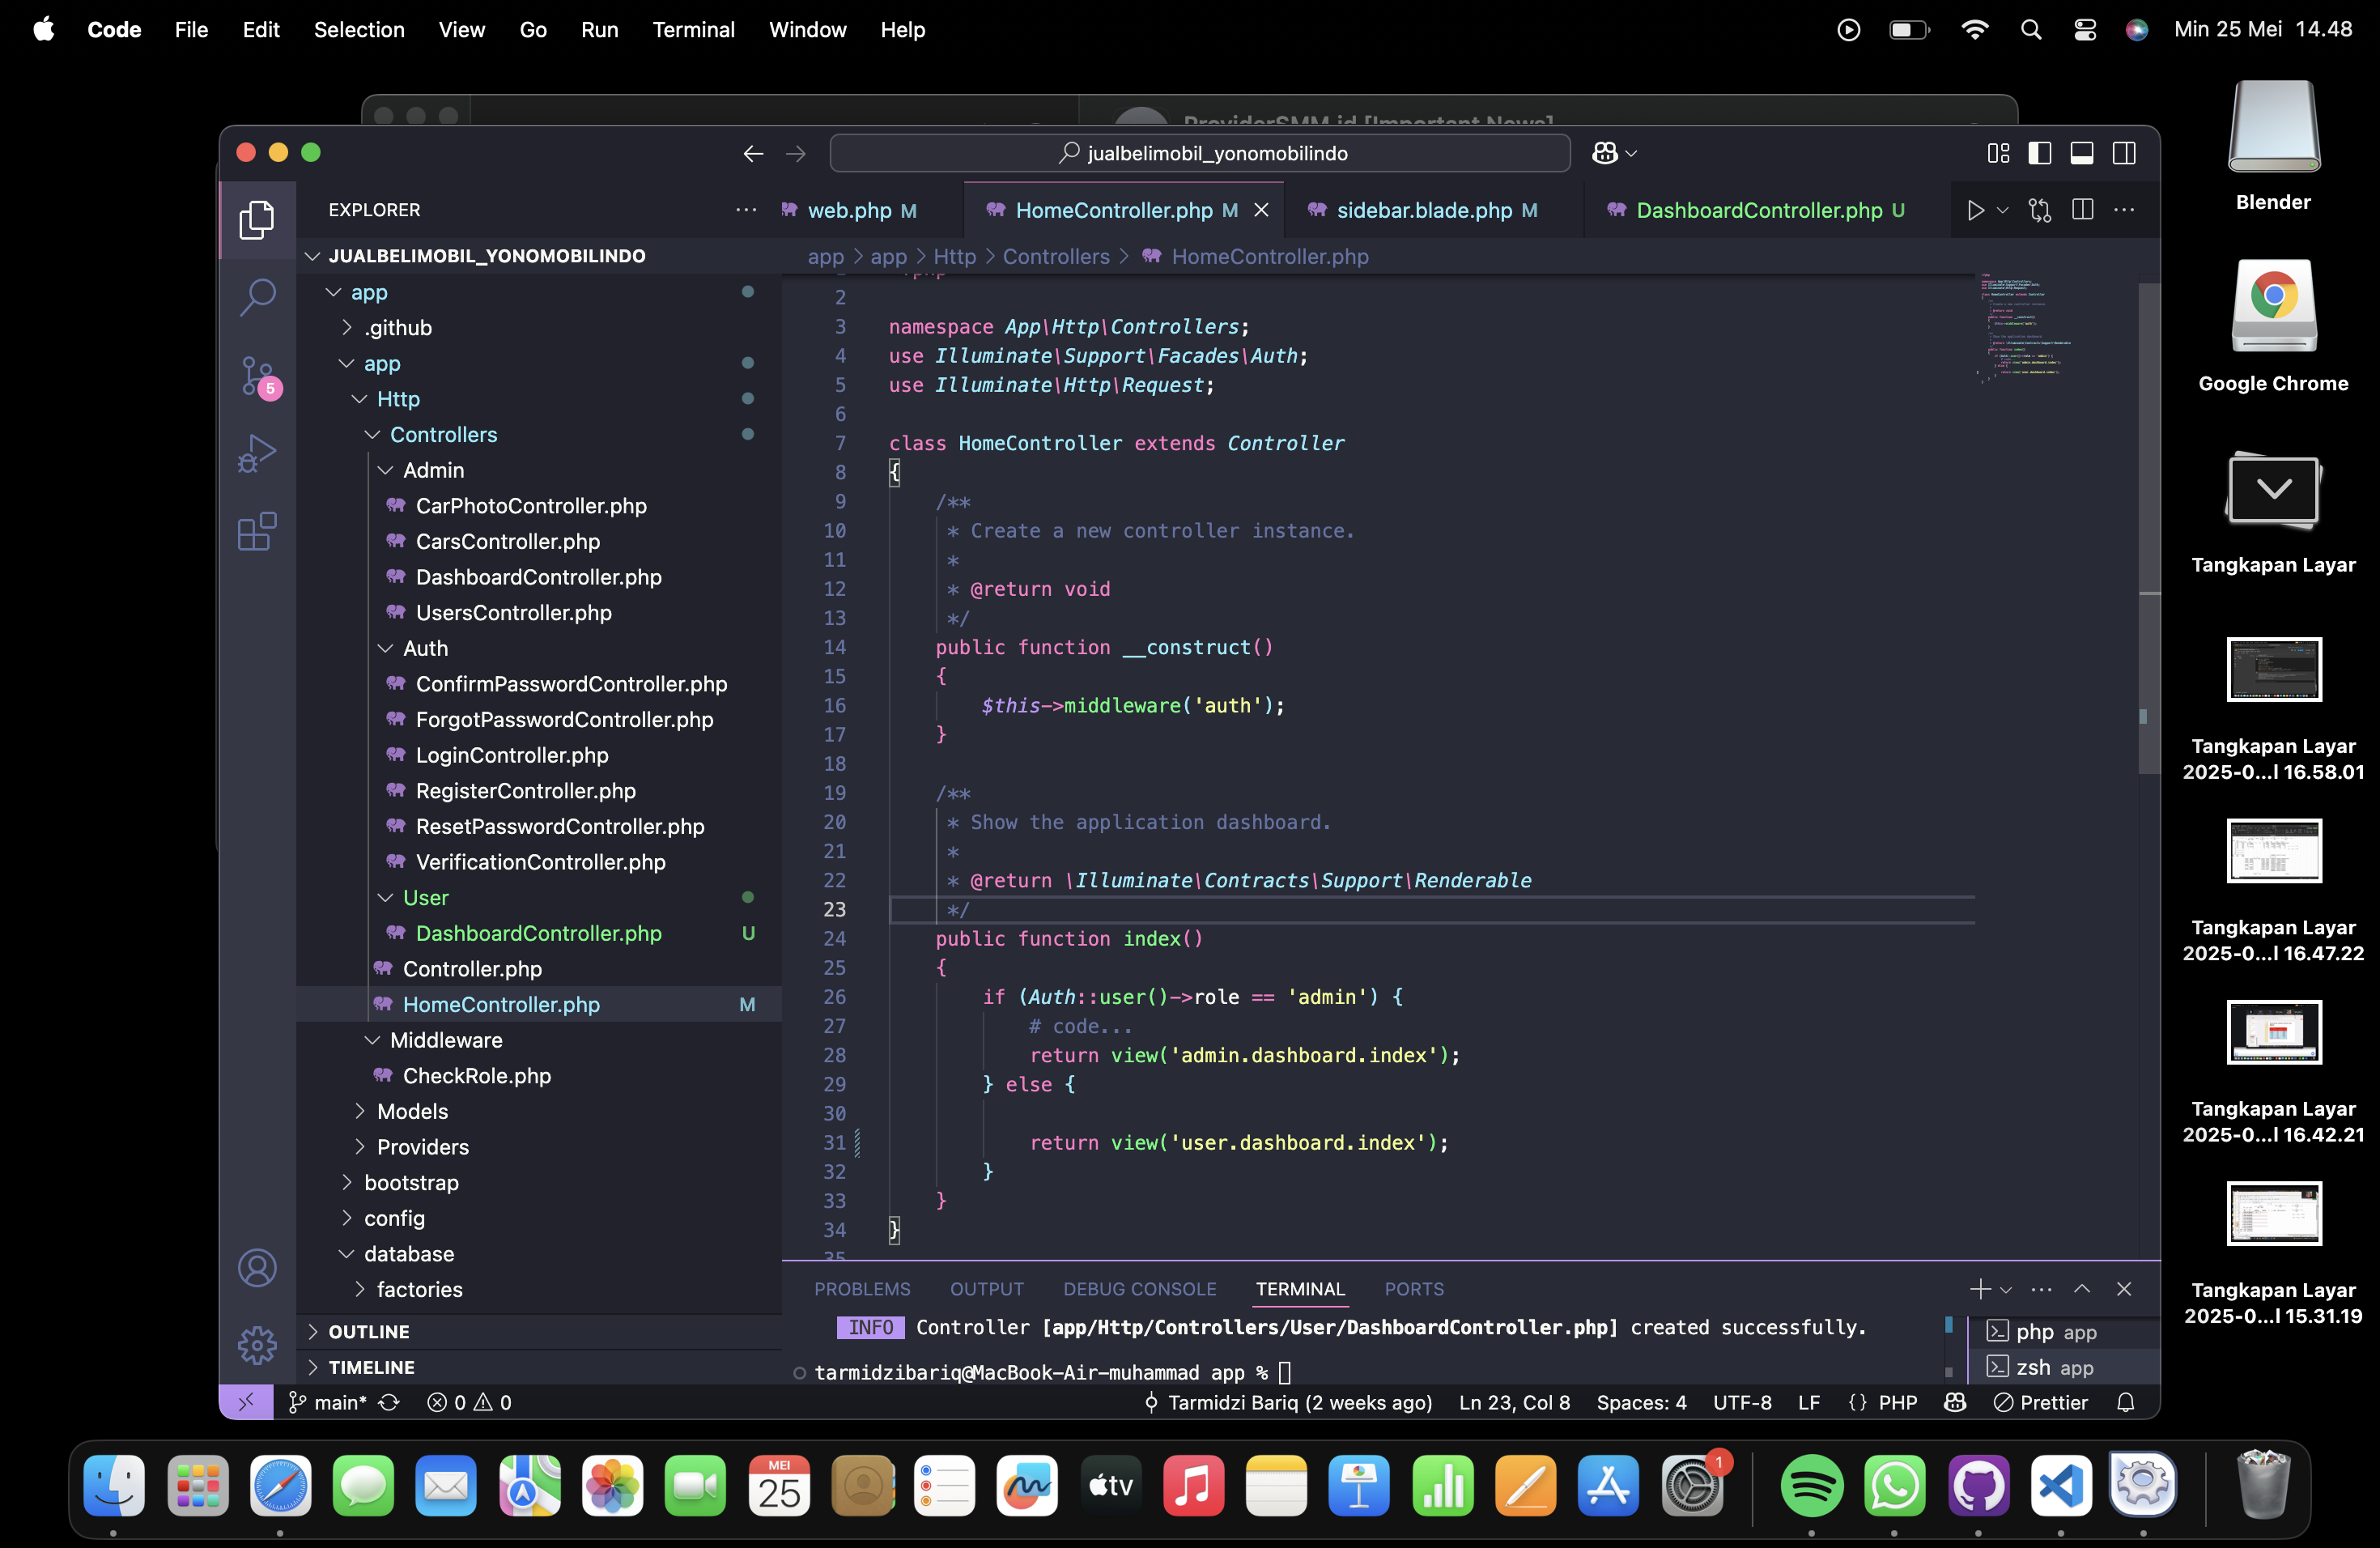 Code File Edit Selection View Go Run Terminal Window Help
Min 25 Mei 14.48
ProviderSMM.id [Important News]
jualbelimobil_yonomobilindo
EXPLORER
JUALBELIMOBIL_YONOMOBILINDO
app
.github
app
Http
Controllers
Admin
CarPhotoController.php
CarsController.php
DashboardController.php
UsersController.php
Auth
ConfirmPasswordController.php
ForgotPasswordController.php
LoginController.php
RegisterController.php
ResetPasswordController.php
VerificationController.php
User
DashboardController.php U
Controller.php
HomeController.php M
Middleware
CheckRole.php
Models
Providers
bootstrap
config
database
factories
OUTLINE
TIMELINE
5
web.php M
HomeController.php M
sidebar.blade.php M
DashboardController.php U
app > app > Http > Controllers > HomeController.php
2
3 namespace App\Http\Controllers;
4 use Illuminate\Support\Facades\Auth;
5 use Illuminate\Http\Request;
6
7 class HomeController extends Controller
8 {
9 /**
10 * Create a new controller instance.
11 *
12 * @return void
13 */
14 public function __construct()
15 {
16 $this->middleware('auth');
17 }
18
19 /**
20 * Show the application dashboard.
21 *
22 * @return \Illuminate\Contracts\Support\Renderable
23 */
24 public function index()
25 {
26 if (Auth::user()->role == 'admin') {
27 # code...
28 return view('admin.dashboard.index');
29 } else {
30
31 return view('user.dashboard.index');
32 }
33 }
34 }
35
PROBLEMS OUTPUT DEBUG CONSOLE TERMINAL PORTS
INFO Controller [app/Http/Controllers/User/DashboardController.php] created successfully.
tarmidzibariq@MacBook-Air-muhammad app %
php app
zsh app
main* 0 0
Tarmidzi Bariq (2 weeks ago) Ln 23, Col 8 Spaces: 4 UTF-8 LF {} PHP Prettier
Blender
Google Chrome
Tangkapan Layar
Tangkapan Layar
2025-0...l 16.58.01
Tangkapan Layar
2025-0...l 16.47.22
Tangkapan Layar
2025-0...l 16.42.21
Tangkapan Layar
2025-0...l 15.31.19
MEI
25
tv
1